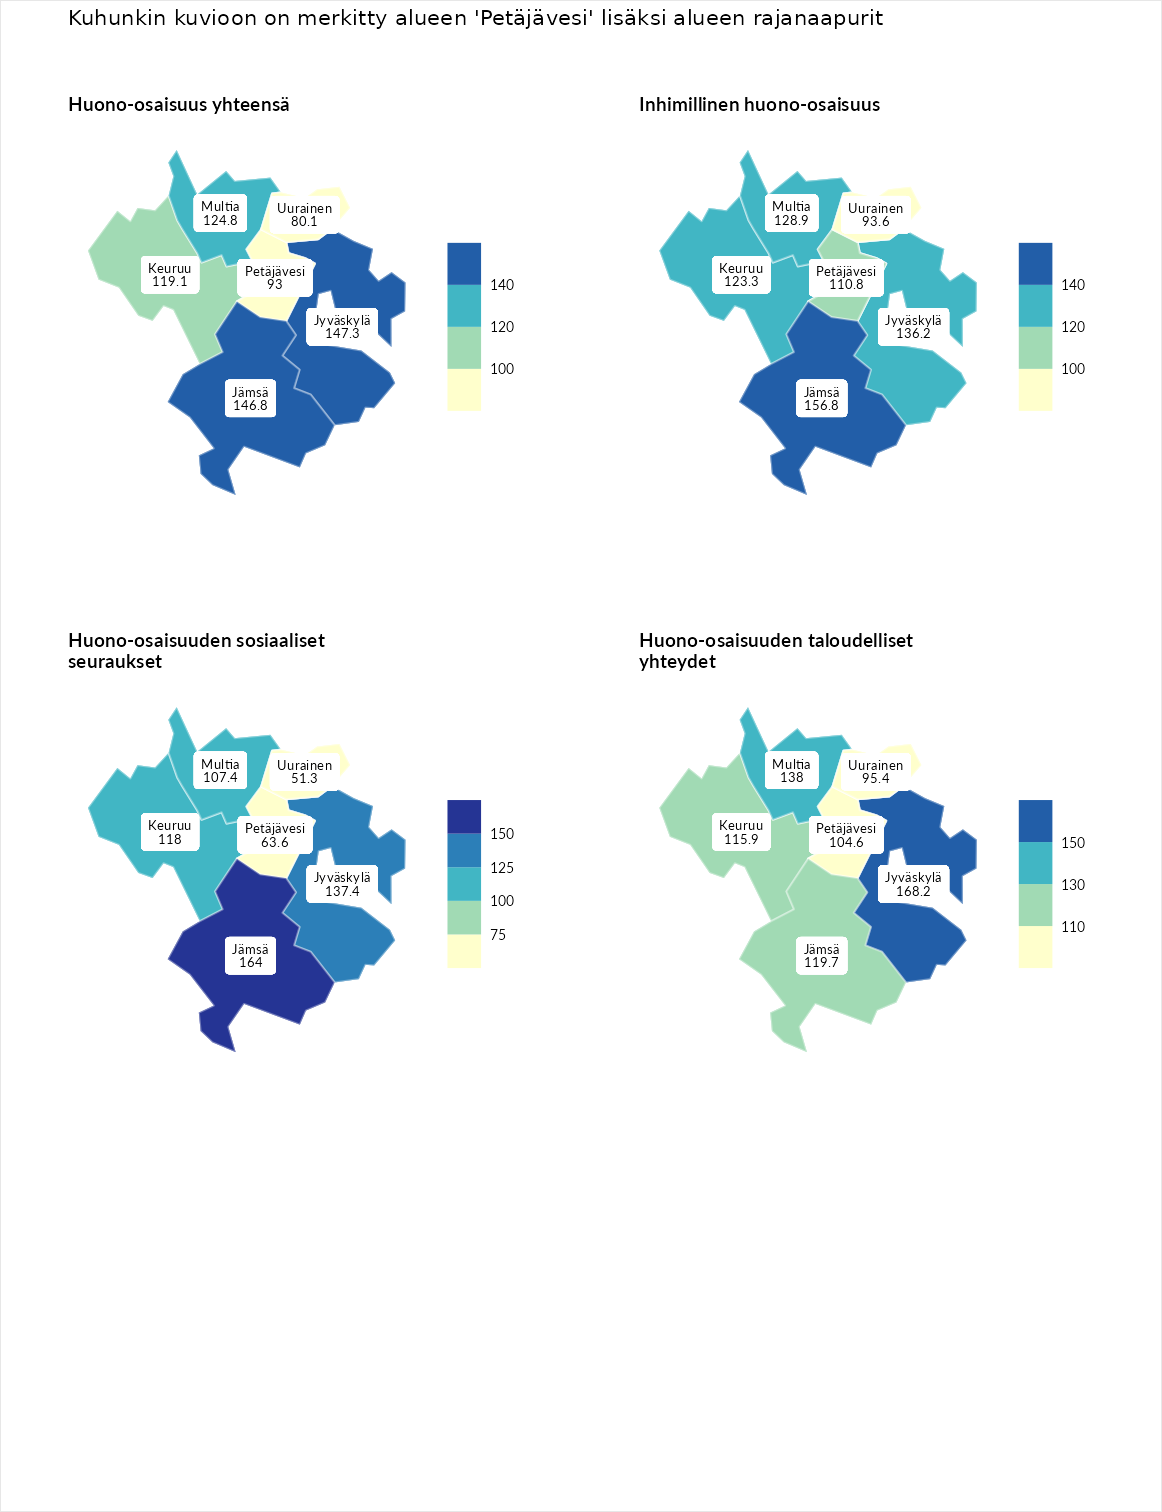 Kuhunkin kuvioon on merkitty alueen 'Petäjävesi' lisäksi alueen rajanaapurit
Huono-osaisuus yhteensä
Multia
124.8
Uurainen
80.1
Keuruu
119.1
Petäjävesi
93
Jyväskylä
147.3
Jämsä
146.8
140
120
100
Inhimillinen huono-osaisuus
Multia
128.9
Uurainen
93.6
Keuruu
123.3
Petäjävesi
110.8
Jyväskylä
136.2
Jämsä
156.8
140
120
100
Huono-osaisuuden sosiaaliset
seuraukset
Multia
107.4
Uurainen
51.3
Keuruu
118
Petäjävesi
63.6
Jyväskylä
137.4
Jämsä
164
150
125
100
75
Huono-osaisuuden taloudelliset
yhteydet
Multia
138
Uurainen
95.4
Keuruu
115.9
Petäjävesi
104.6
Jyväskylä
168.2
Jämsä
119.7
150
130
110